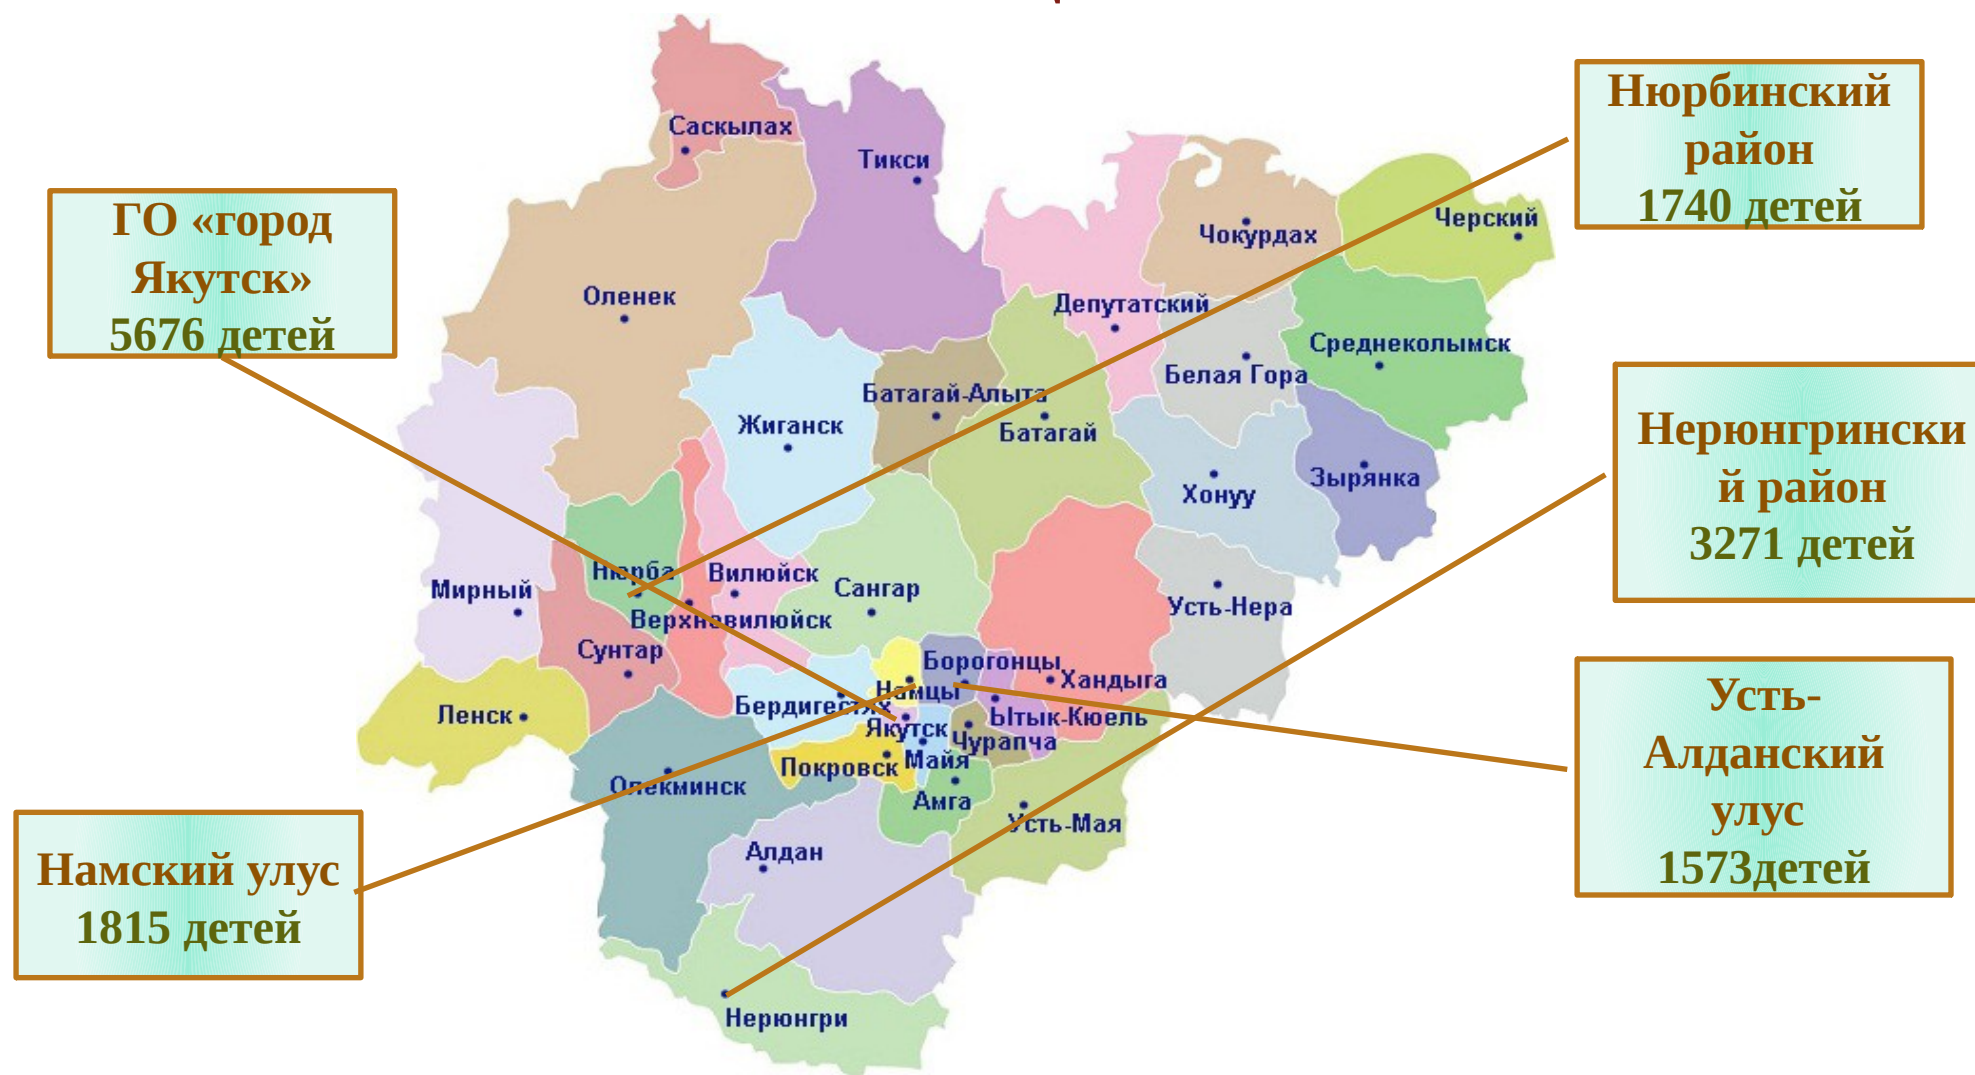 Нюрбинский
район
1740 детей
ГО «город
Якутск»
5676 детей
Нерюнгрински
й район
3271 детей
Усть-
Алданский
улус
1573детей
Намский улус
1815 детей
Саскылах
Тикси
Черский
Чокурдах
Оленек
Депутатский
Среднеколымск
Белая Гора
Батагай-Алыта
Жиганск
Батагай
Зырянка
Хонуу
Нюрба
Вилюйск
Мирный
Сангар
Усть-Нера
Верхневилюйск
Сунтар
Борогонцы
Хандыга
Намцы
Бердигестях
Ленск
Ытык-Кюель
Якутск
Чурапча
Майя
Покровск
Олекминск
Амга
Усть-Мая
Алдан
Нерюнгри